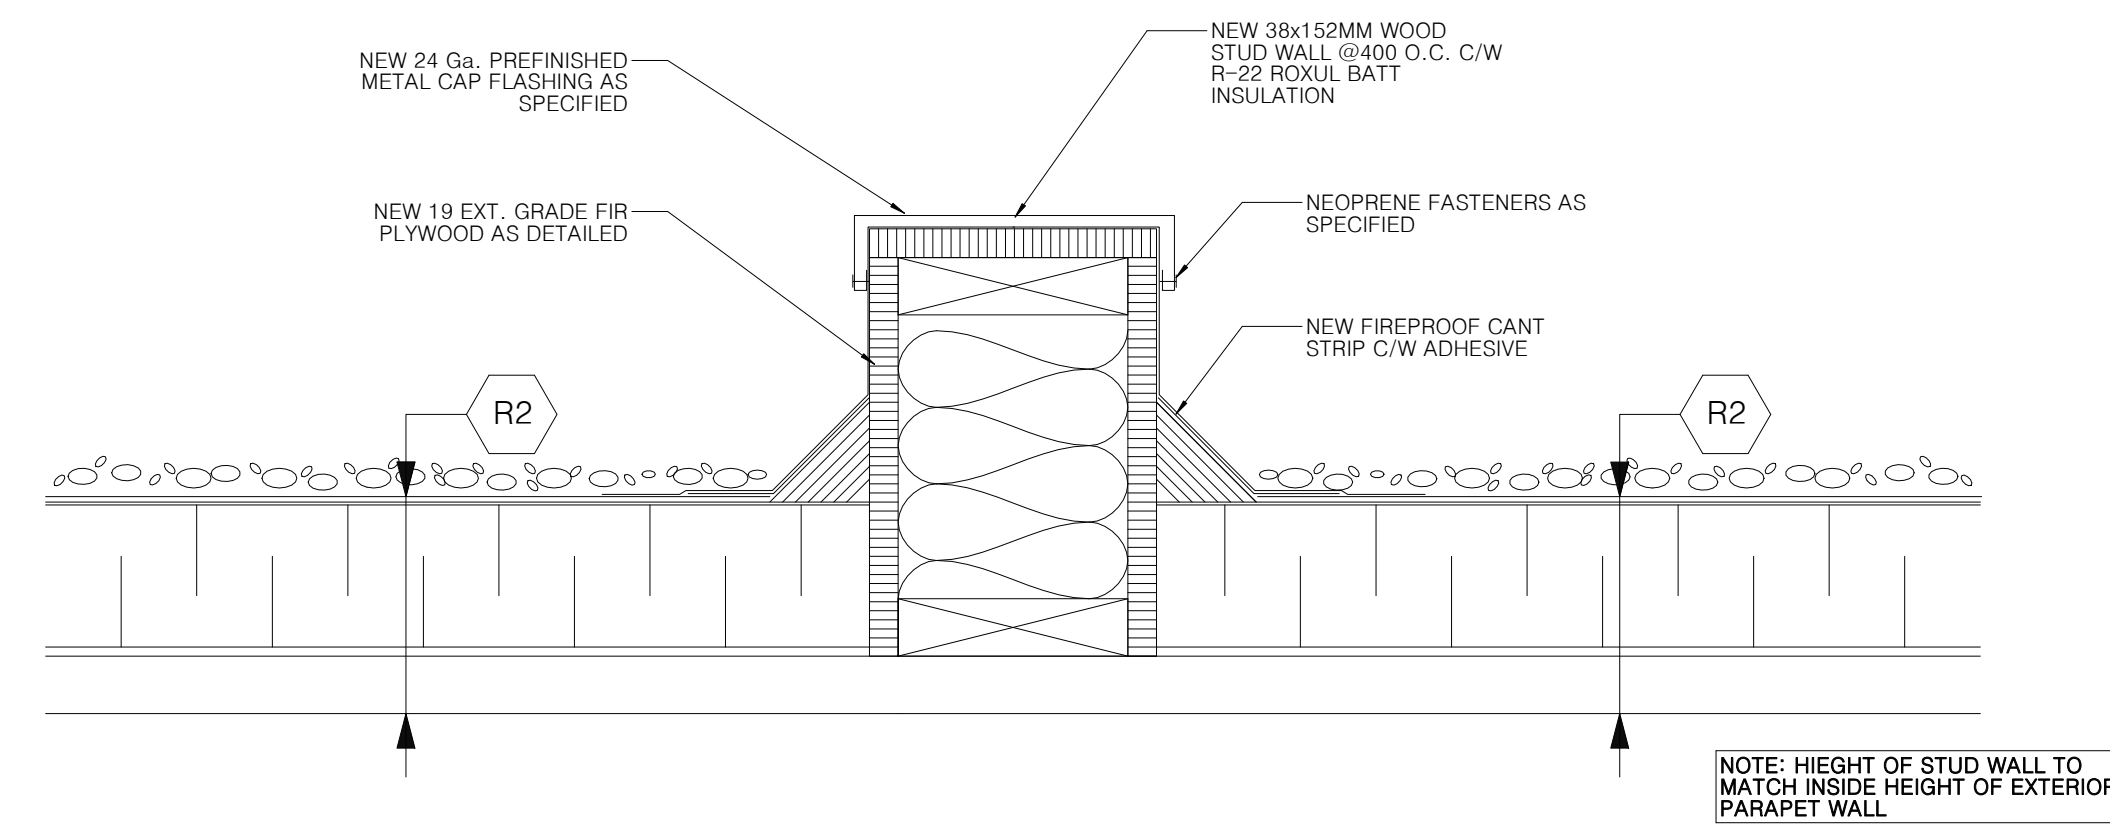 NEW 24 Ga. PREFINISHED
METAL CAP FLASHING AS
SPECIFIED
NEW 38x152MM WOOD
STUD WALL @400 O.C. C/W
R-22 ROXUL BATT
INSULATION
NEW 19 EXT. GRADE FIR
PLYWOOD AS DETAILED
NEOPRENE FASTENERS AS
SPECIFIED
NEW FIREPROOF CANT
STRIP C/W ADHESIVE
R2
R2
NOTE: HIEGHT OF STUD WALL TO
MATCH INSIDE HEIGHT OF EXTERIOR
PARAPET WALL